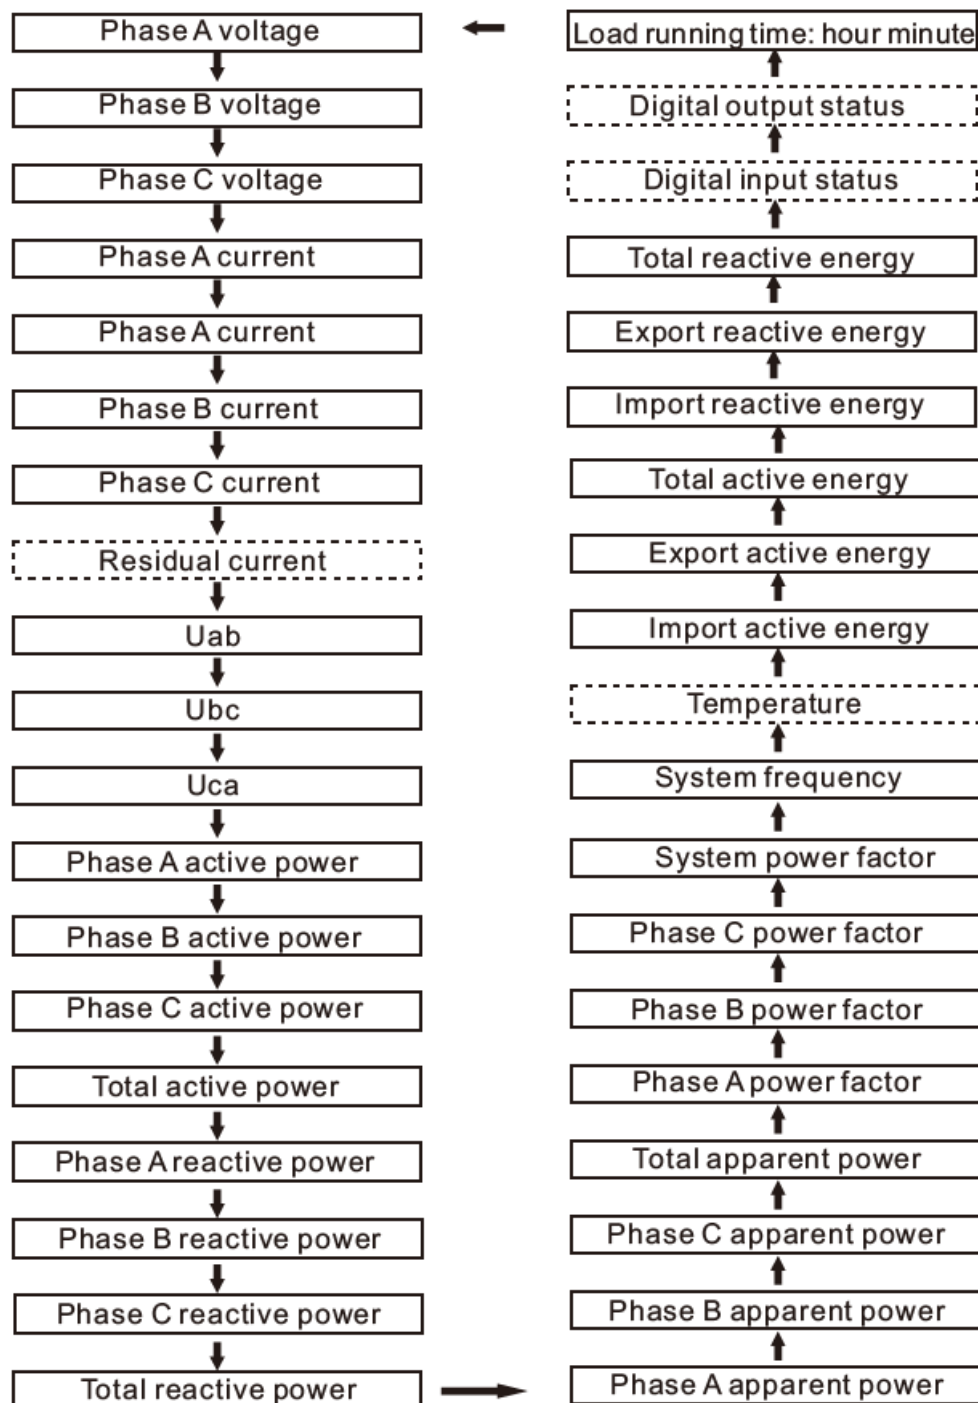 Phase A voltage
Phase B voltage
Phase C voltage
Phase A current
Phase A current
Phase B current
Phase C current
Residual current
Uab
Ubc
Uca
Phase A active power
Phase B active power
Phase C active power
Total active power
Phase A reactive power
Phase B reactive power
Phase C reactive power
Total reactive power
Phase A apparent power
Phase B apparent power
Phase C apparent power
Total apparent power
Phase A power factor
Phase B power factor
Phase C power factor
System power factor
System frequency
Temperature
Import active energy
Export active energy
Total active energy
Import reactive energy
Export reactive energy
Total reactive energy
Digital input status
Digital output status
Load running time: hour minute